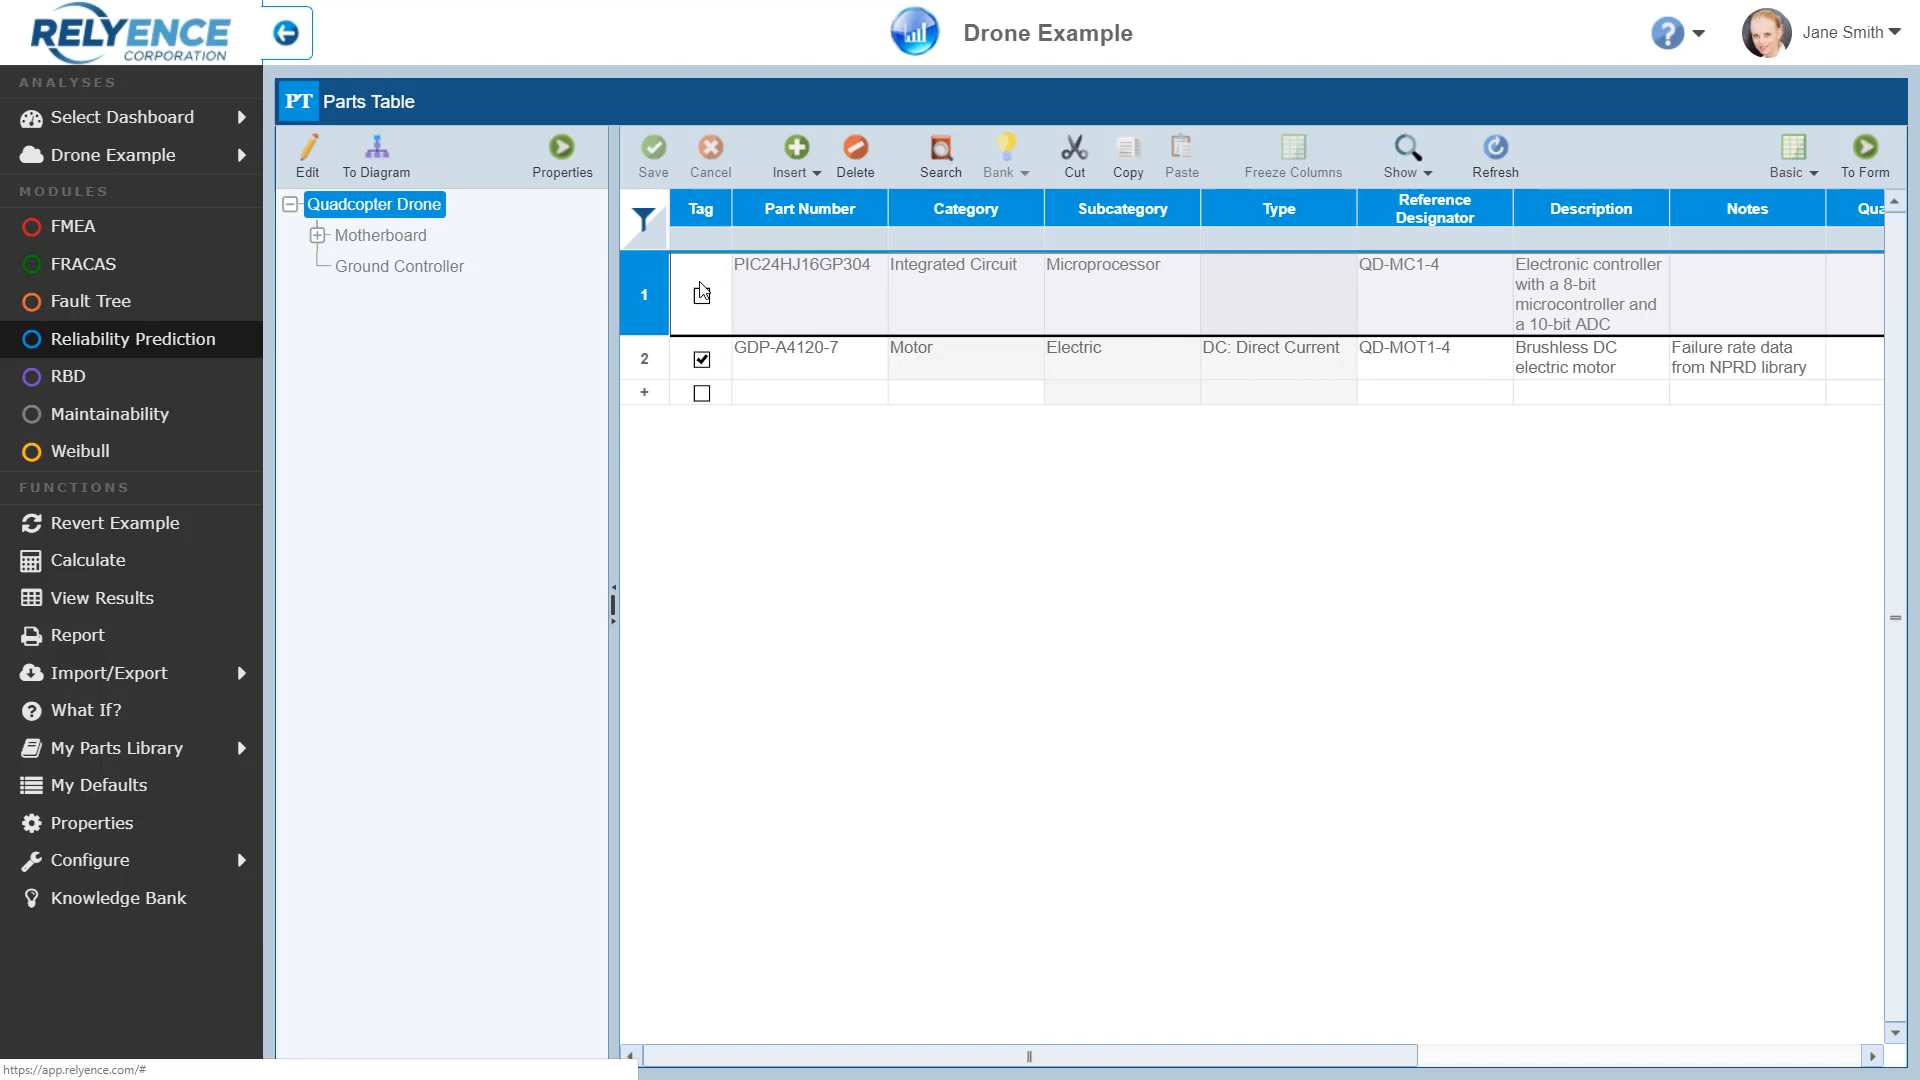 RELYENCE
CORPORATION
Drone Example
?
Jane Smith
ANALYSES
Select Dashboard
Drone Example
MODULES
FMEA
FRACAS
Fault Tree
Reliability Prediction
RBD
Maintainability
Weibull
FUNCTIONS
Revert Example
Calculate
View Results
Report
Import/Export
What If?
My Parts Library
My Defaults
Properties
Configure
Knowledge Bank
https://app.relyence.com/#
PT Parts Table
Edit To Diagram Properties
Save Cancel Insert Delete Search Bank Cut Copy Paste Freeze Columns Show Refresh Basic To Form
Quadcopter Drone
Motherboard
Ground Controller
Tag Part Number Category Subcategory Type Reference Designator Description Notes Qua
1 PIC24HJ16GP304 Integrated Circuit Microprocessor QD-MC1-4 Electronic controller
with a 8-bit
microcontroller and
a 10-bit ADC
2 GDP-A4120-7 Motor Electric DC: Direct Current QD-MOT1-4 Brushless DC Failure rate data
electric motor from NPRD library
+